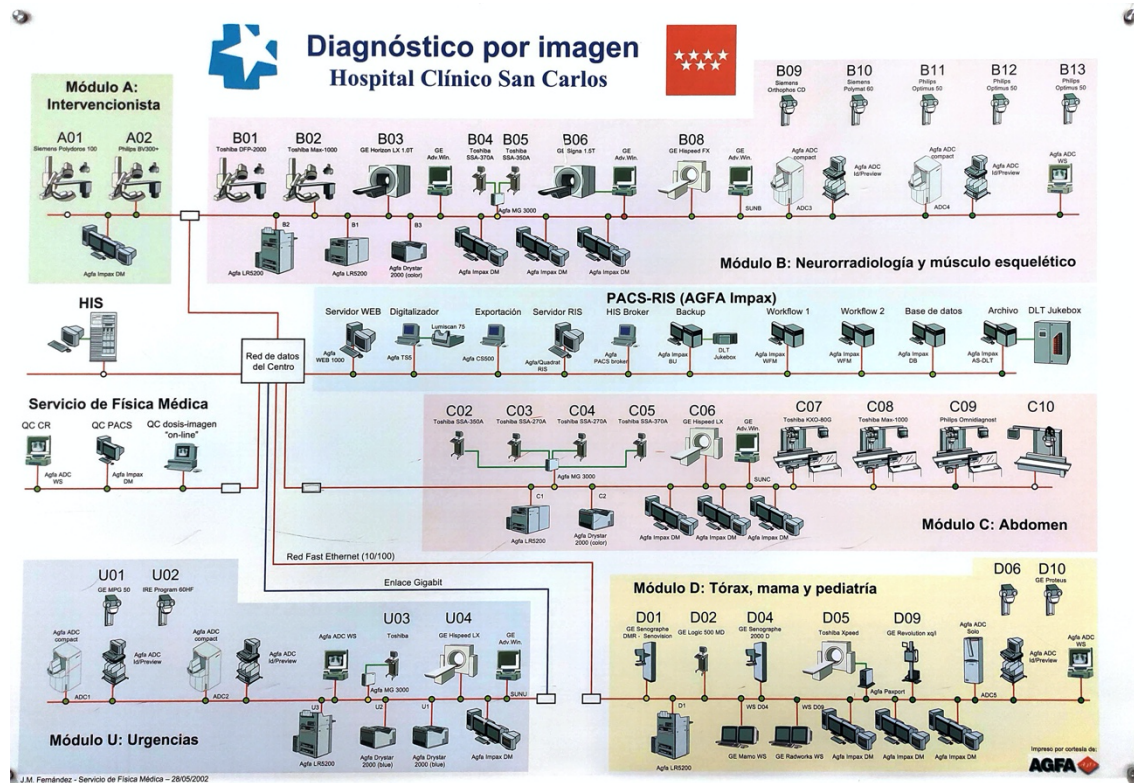 Diagnóstico por imagen
Hospital Clínico San Carlos
Módulo A:
Intervencionista
A01
Siemens Polydoros 100
A02
Philips BV300+
Agfa Impax DM
B01
Toshiba DFP-2000
B02
Toshiba Max-1000
B03
GE Horizon LX 1.0T
GE
Adv.Win.
B04
Toshiba
SSA-370A
B05
Toshiba
SSA-350A
B06
GE Signa 1.5T
GE
Adv.Win.
B08
GE Hispeed FX
GE
Adv.Win.
B09
Siemens
Orthophos CD
B10
Siemens
Polymat 60
B11
Philips
Optimus 50
B12
Philips
Optimus 50
B13
Philips
Optimus 50
Agfa ADC
compact
Agfa ADC
Id/Preview
Agfa ADC
compact
Agfa ADC
Id/Preview
Agfa ADC
WS
Agfa MG 3000
SUNB
ADC3
ADC4
B2
B1
B3
Agfa LR5200
Agfa LR5200
Agfa Drystar
2000 (color)
Agfa Impax DM
Agfa Impax DM
Agfa Impax DM
Módulo B: Neurorradiología y músculo esquelético
HIS
Red de datos
del Centro
PACS-RIS (AGFA Impax)
Servidor WEB
Agfa
WEB 1000
Digitalizador
Lumiscan 75
Agfa TS5
Exportación
Agfa CS500
Servidor RIS
Agfa/Quadrat
RIS
HIS Broker
Agfa
PACS broker
Backup
Agfa Impax
BU
DLT
Jukebox
Workflow 1
Agfa Impax
WFM
Workflow 2
Agfa Impax
WFM
Base de datos
Agfa Impax
DB
Archivo
Agfa Impax
AS-DLT
DLT Jukebox
Servicio de Física Médica
QC CR
Agfa ADC
WS
QC PACS
Agfa Impax
DM
QC dosis-imagen
"on-line"
C02
Toshiba SSA-350A
C03
Toshiba SSA-270A
C04
Toshiba SSA-270A
C05
Toshiba SSA-370A
C06
GE Hispeed LX
GE
Adv.Win.
C07
Toshiba KXO-80G
C08
Toshiba Max-1000
C09
Philips Omnidiagnost
C10
Agfa MG 3000
SUNC
C1
C2
Agfa LR5200
Agfa Drystar
2000 (color)
Agfa Impax DM
Agfa Impax DM
Agfa Impax DM
Módulo C: Abdomen
Red Fast Ethernet (10/100)
Enlace Gigabit
U01
GE MPG 50
U02
IRE Program 60HF
Agfa ADC
compact
Agfa ADC
Id/Preview
Agfa ADC
compact
Agfa ADC
Id/Preview
Agfa ADC WS
U03
Toshiba
U04
GE Hispeed LX
GE
Adv.Win.
Agfa MG 3000
ADC1
ADC2
SUNU
U3
U2
U1
Agfa LR5200
Agfa Drystar
2000 (blue)
Agfa Drystar
2000 (blue)
Agfa Impax DM
Módulo U: Urgencias
Módulo D: Tórax, mama y pediatría
D01
GE Senographe
DMR - Senovision
D02
GE Logic 500 MD
D04
GE Senographe
2000 D
D05
Toshiba Xpeed
D09
GE Revolution xq1
D06
D10
GE Proteus
Agfa ADC
Solo
Agfa ADC
Id/Preview
Agfa ADC
WS
Agfa Paxport
ADC5
D1
WS D04
WS D09
Agfa LR5200
GE Mamo WS
GE Radworks WS
Agfa Impax DM
Agfa Impax DM
Agfa Impax DM
Impreso por cortesía de:
AGFA
J.M. Fernández - Servicio de Física Médica – 28/05/2002